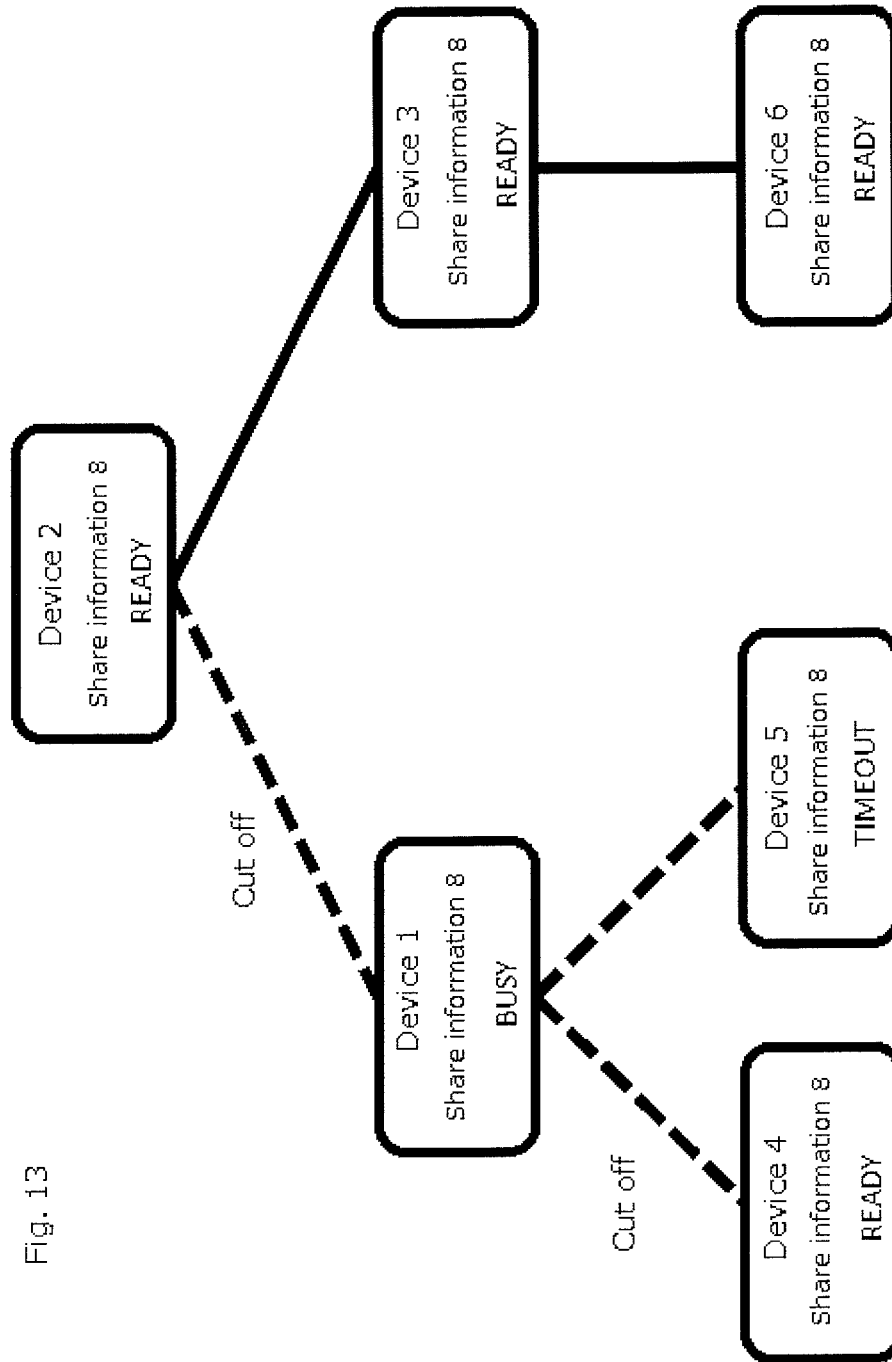 Fig. 13
Device 2
Share information 8
READY
Cut off
Device 1
Share information 8
BUSY
Device 3
Share information 8
READY
Cut off
Device 4
Share information 8
READY
Device 5
Share information 8
TIMEOUT
Device 6
Share information 8
READY